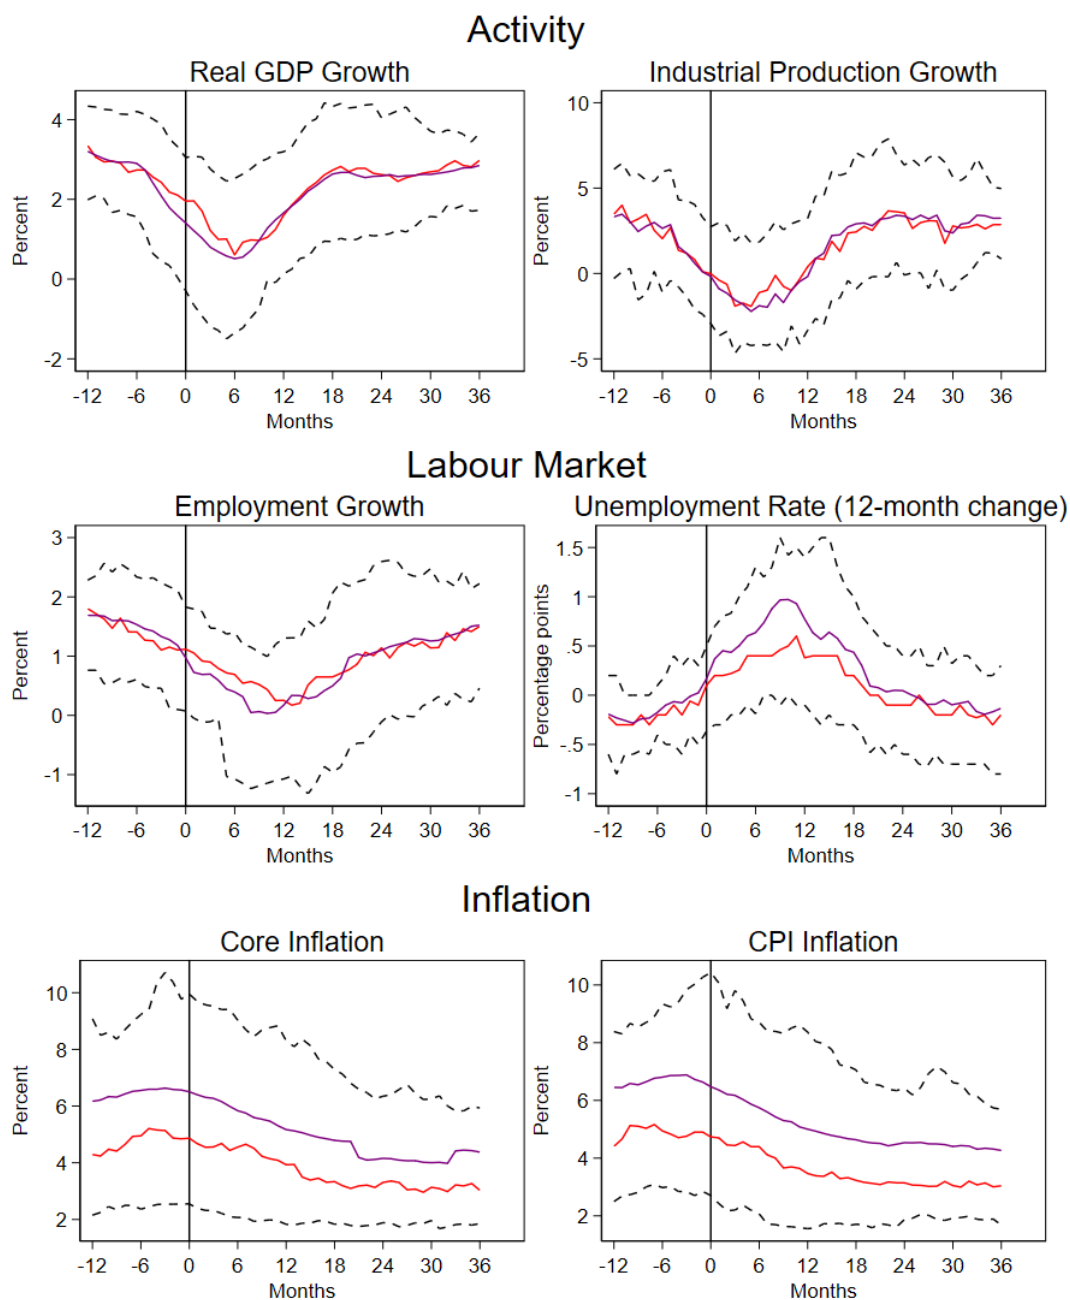 Activity
Real GDP Growth
Industrial Production Growth
Percent
4
2
0
-2
-12 -6 0 6 12 18 24 30 36
Months
Percent
10
5
0
-5
-12 -6 0 6 12 18 24 30 36
Months
Labour Market
Employment Growth
Unemployment Rate (12-month change)
Percent
3
2
1
0
-1
-12 -6 0 6 12 18 24 30 36
Months
Percentage points
1.5
1
.5
0
-.5
-1
-12 -6 0 6 12 18 24 30 36
Months
Inflation
Core Inflation
CPI Inflation
Percent
10
8
6
4
2
-12 -6 0 6 12 18 24 30 36
Months
Percent
10
8
6
4
2
-12 -6 0 6 12 18 24 30 36
Months